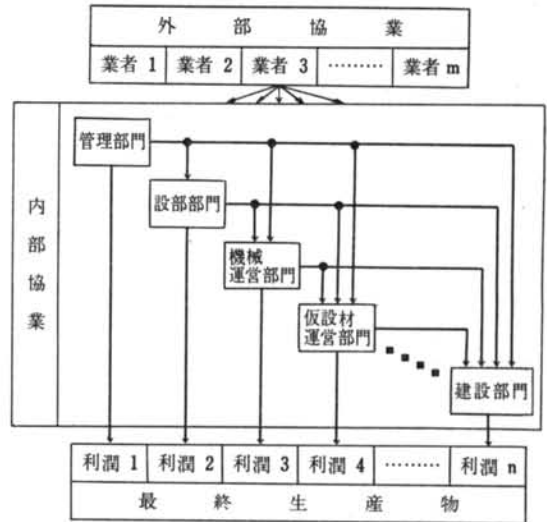 外部協業
業者 1 業者 2 業者 3 ……… 業者 m
管理部門
設部部門
内部協業
機械
運営部門
仮設材
運営部門
建設部門
利潤 1 利潤 2 利潤 3 利潤 4 ……… 利潤 n
最終生産物